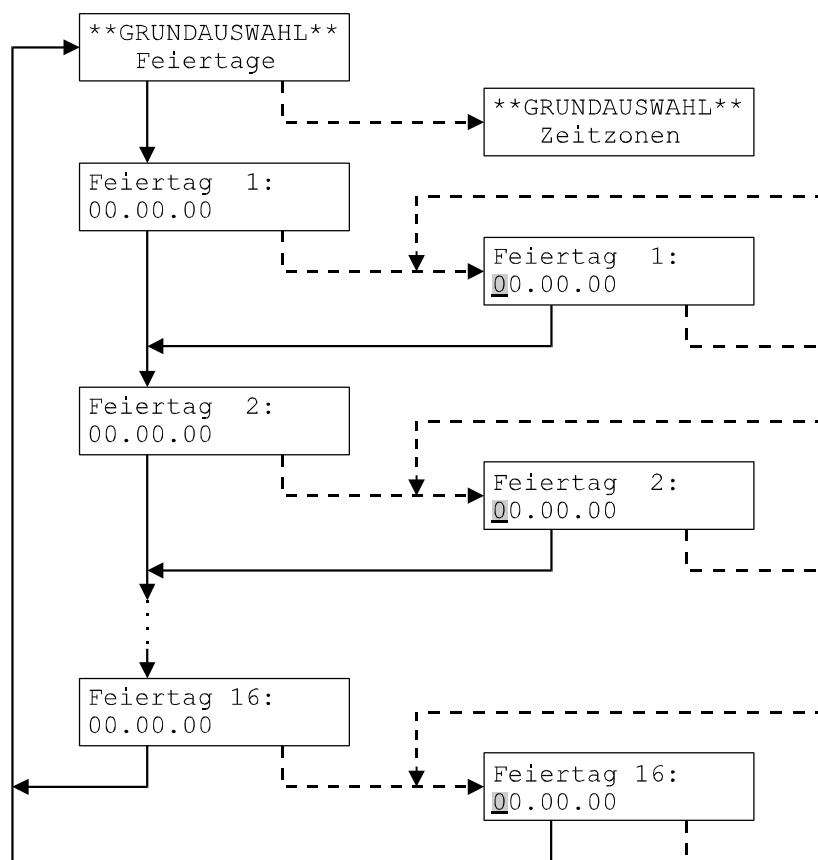 **GRUNDAUSWAHL**
Feiertage
**GRUNDAUSWAHL**
Zeitzonen
Feiertag  1:
00.00.00
Feiertag  1:
00.00.00
Feiertag  2:
00.00.00
Feiertag  2:
00.00.00
Feiertag 16:
00.00.00
Feiertag 16:
00.00.00